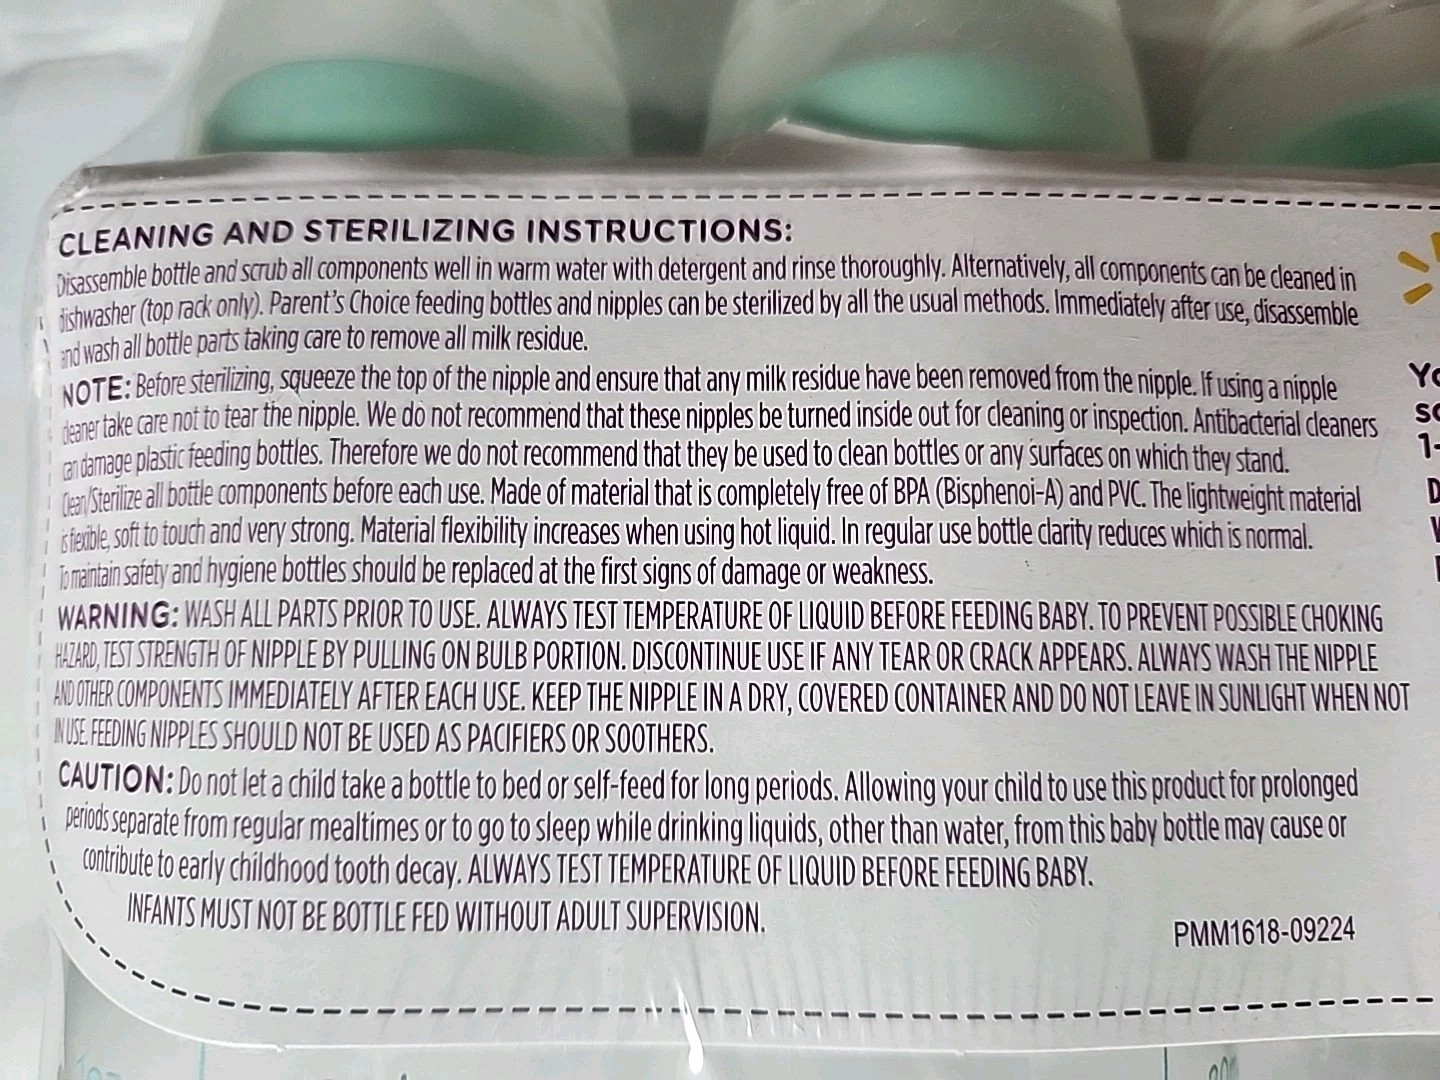 CLEANING AND STERILIZING INSTRUCTIONS:
Disassemble bottle and scrub all components well in warm water with detergent and rinse thoroughly. Alternatively, all components can be cleaned in
dishwasher (top rack only). Parent's Choice feeding bottles and nipples can be sterilized by all the usual methods. Immediately after use, disassemble
and wash all bottle parts taking care to remove all milk residue.
NOTE: Before sterilizing, squeeze the top of the nipple and ensure that any milk residue have been removed from the nipple. If using a nipple
cleaner take care not to tear the nipple. We do not recommend that these nipples be turned inside out for cleaning or inspection. Antibacterial cleaners
can damage plastic feeding bottles. Therefore we do not recommend that they be used to clean bottles or any surfaces on which they stand.
Clean/Sterilize all bottle components before each use. Made of material that is completely free of BPA (Bisphenoi-A) and PVC. The lightweight material
is flexible, soft to touch and very strong. Material flexibility increases when using hot liquid. In regular use bottle clarity reduces which is normal.
To maintain safety and hygiene bottles should be replaced at the first signs of damage or weakness.
WARNING: WASH ALL PARTS PRIOR TO USE. ALWAYS TEST TEMPERATURE OF LIQUID BEFORE FEEDING BABY. TO PREVENT POSSIBLE CHOKING
HAZARD, TEST STRENGTH OF NIPPLE BY PULLING ON BULB PORTION. DISCONTINUE USE IF ANY TEAR OR CRACK APPEARS. ALWAYS WASH THE NIPPLE
AND OTHER COMPONENTS IMMEDIATELY AFTER EACH USE. KEEP THE NIPPLE IN A DRY, COVERED CONTAINER AND DO NOT LEAVE IN SUNLIGHT WHEN NOT
IN USE. FEEDING NIPPLES SHOULD NOT BE USED AS PACIFIERS OR SOOTHERS.
CAUTION: Do not let a child take a bottle to bed or self-feed for long periods. Allowing your child to use this product for prolonged
periods separate from regular mealtimes or to go to sleep while drinking liquids, other than water, from this baby bottle may cause or
contribute to early childhood tooth decay. ALWAYS TEST TEMPERATURE OF LIQUID BEFORE FEEDING BABY.
INFANTS MUST NOT BE BOTTLE FED WITHOUT ADULT SUPERVISION.
PMM1618-09224